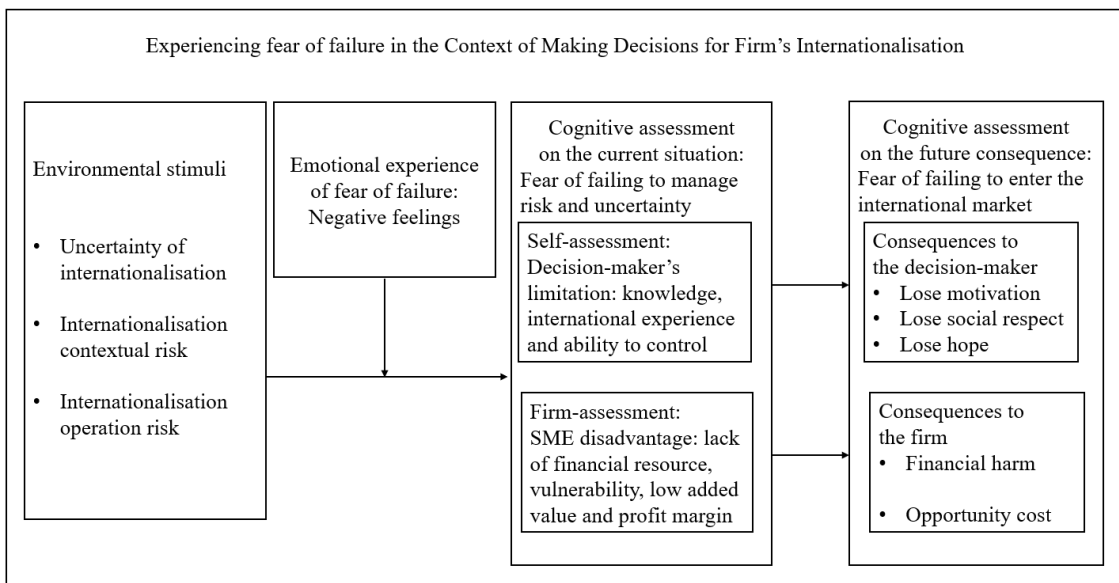 Experiencing fear of failure in the Context of Making Decisions for Firm's Internationalisation
Environmental stimuli
• Uncertainty of
internationalisation
• Internationalisation
contextual risk
• Internationalisation
operation risk
Emotional experience
of fear of failure:
Negative feelings
Cognitive assessment
on the current situation:
Fear of failing to manage
risk and uncertainty
Self-assessment:
Decision-maker's
limitation: knowledge,
international experience
and ability to control
Firm-assessment:
SME disadvantage: lack
of financial resource,
vulnerability, low added
value and profit margin
Cognitive assessment
on the future consequence:
Fear of failing to enter the
international market
Consequences to
the decision-maker
• Lose motivation
• Lose social respect
• Lose hope
Consequences to
the firm
• Financial harm
• Opportunity cost